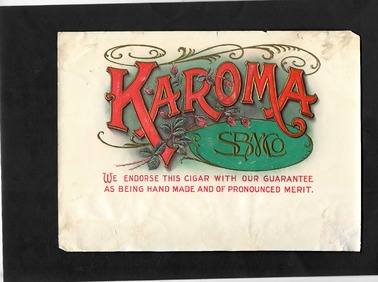 KAROMA
SBMCO
WE ENDORSE THIS CIGAR WITH OUR GUARANTEE
AS BEING HAND MADE AND OF PRONOUNCED MERIT.